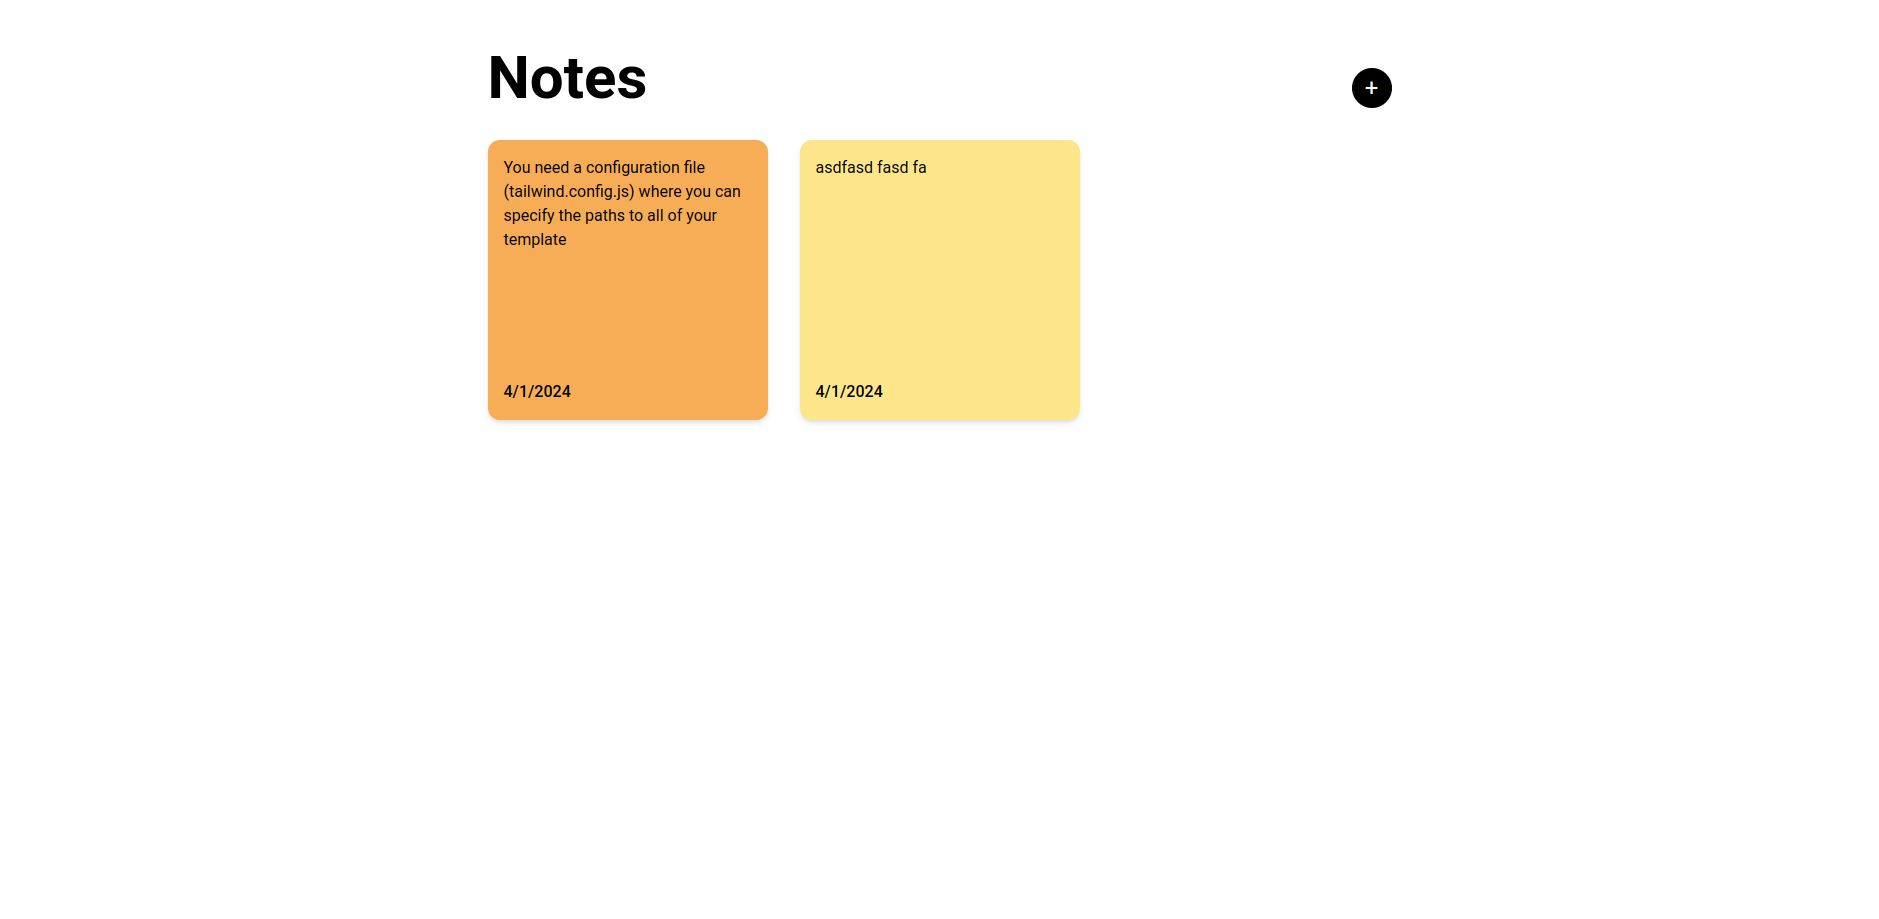 Notes
+
You need a configuration file
(tailwind.config.js) where you can
specify the paths to all of your
template
4/1/2024
asdfasd fasd fa
4/1/2024